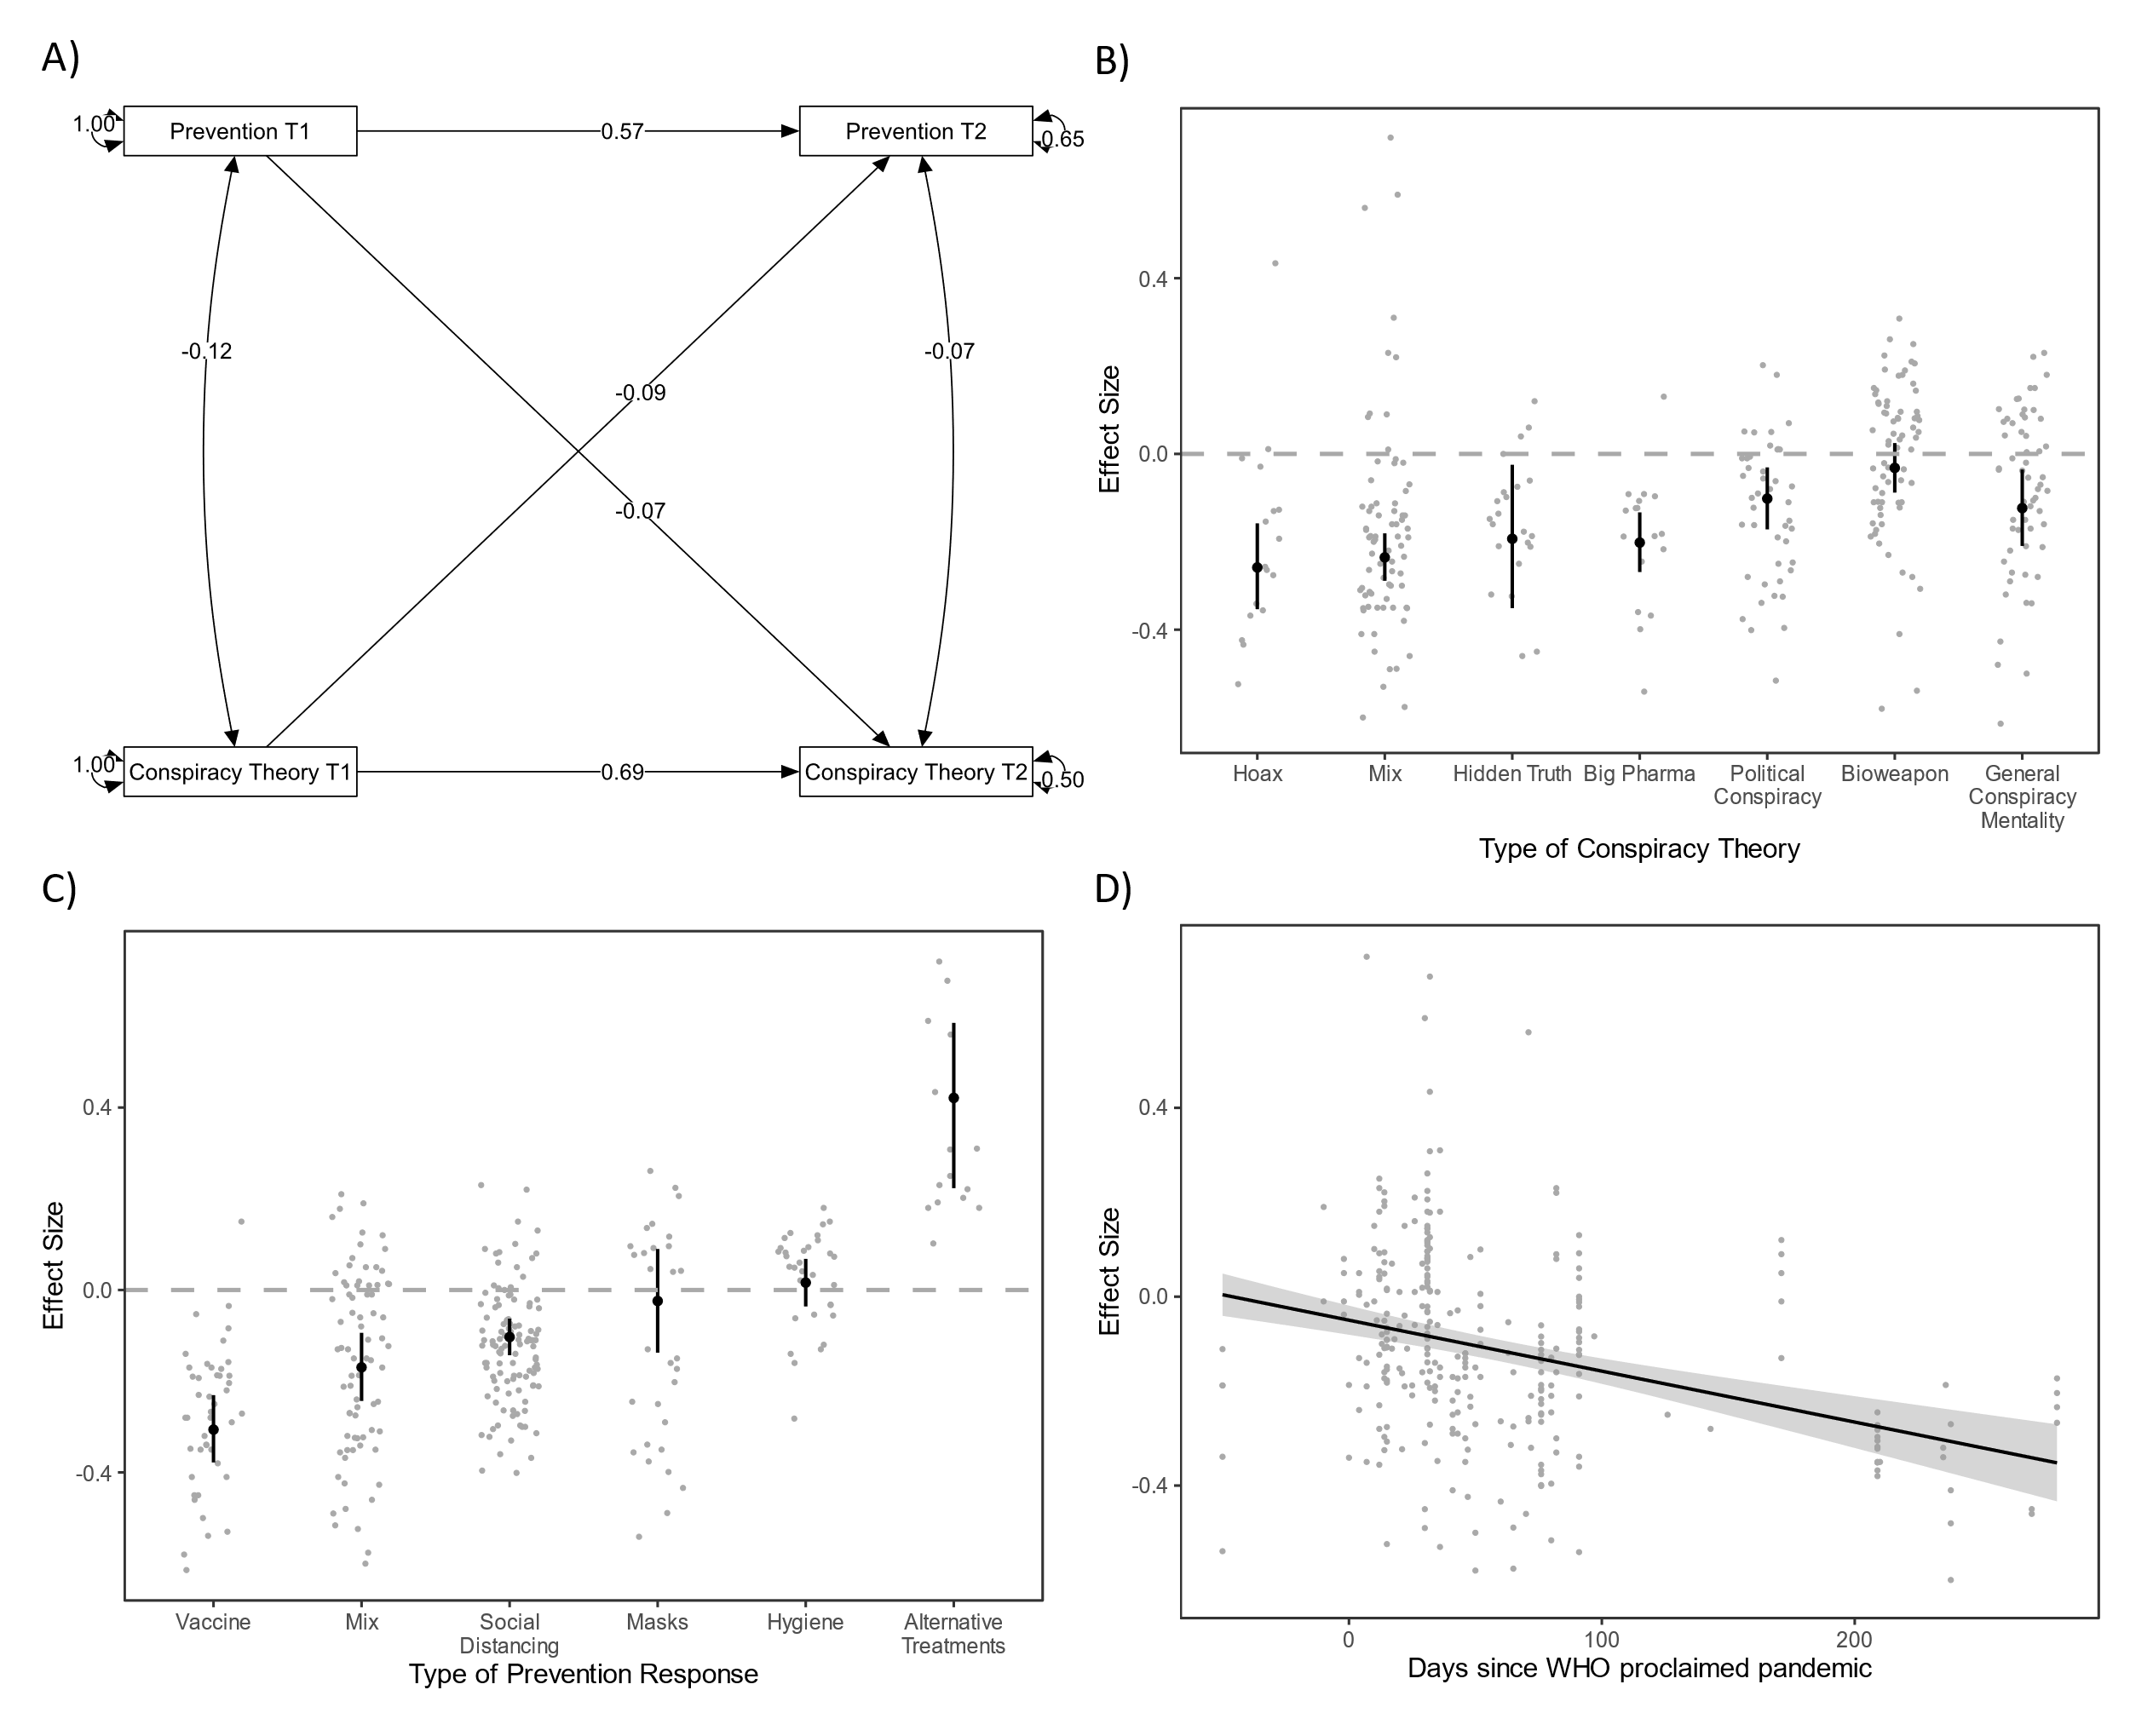 A)
1.00
Prevention T1
0.57
Prevention T2
0.65
-0.12
-0.09
-0.07
-0.07
1.00
Conspiracy Theory T1
0.69
Conspiracy Theory T2
0.50
B)
Effect Size
0.4
0.0
-0.4
Hoax
Mix
Hidden Truth
Big Pharma
Political
Conspiracy
Bioweapon
General
Conspiracy
Mentality
Type of Conspiracy Theory
C)
Effect Size
0.4
0.0
-0.4
Vaccine
Mix
Social
Distancing
Masks
Hygiene
Alternative
Treatments
Type of Prevention Response
D)
Effect Size
0.4
0.0
-0.4
0
100
200
Days since WHO proclaimed pandemic